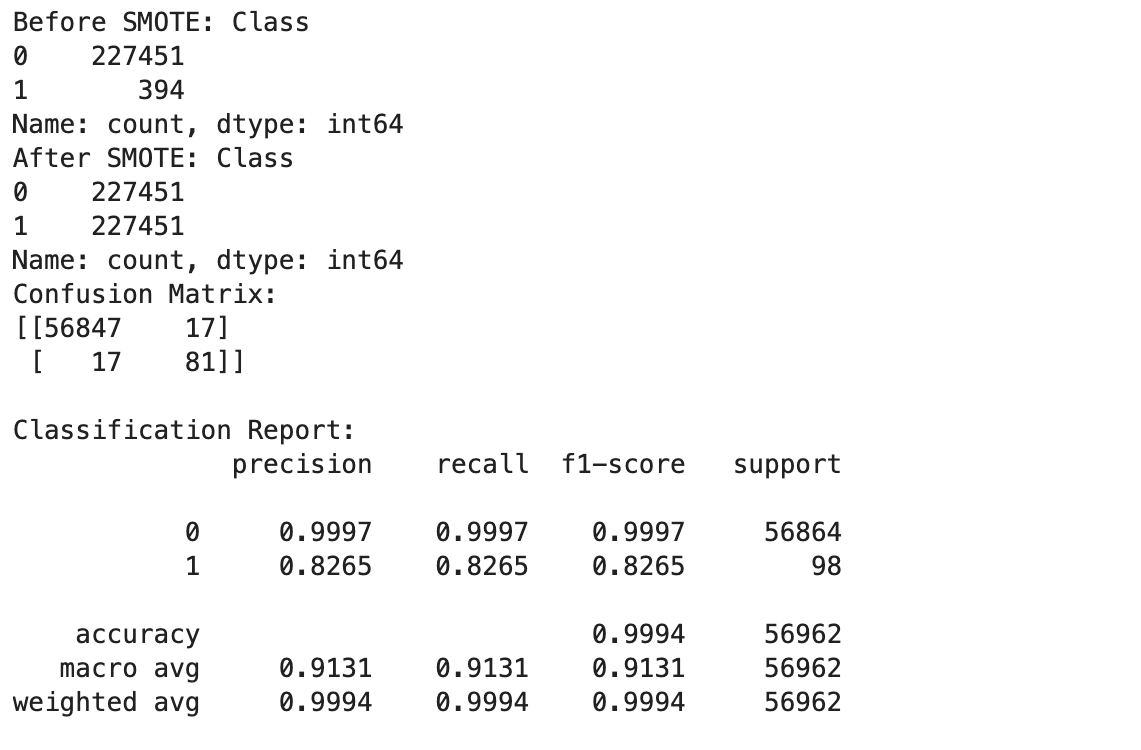 Before SMOTE: Class
0    227451
1       394
Name: count, dtype: int64
After SMOTE: Class
0    227451
1    227451
Name: count, dtype: int64
Confusion Matrix:
[[56847    17]
 [   17    81]]

Classification Report:
              precision    recall  f1-score   support

           0     0.9997    0.9997    0.9997     56864
           1     0.8265    0.8265    0.8265        98

    accuracy                         0.9994     56962
   macro avg     0.9131    0.9131    0.9131     56962
weighted avg     0.9994    0.9994    0.9994     56962